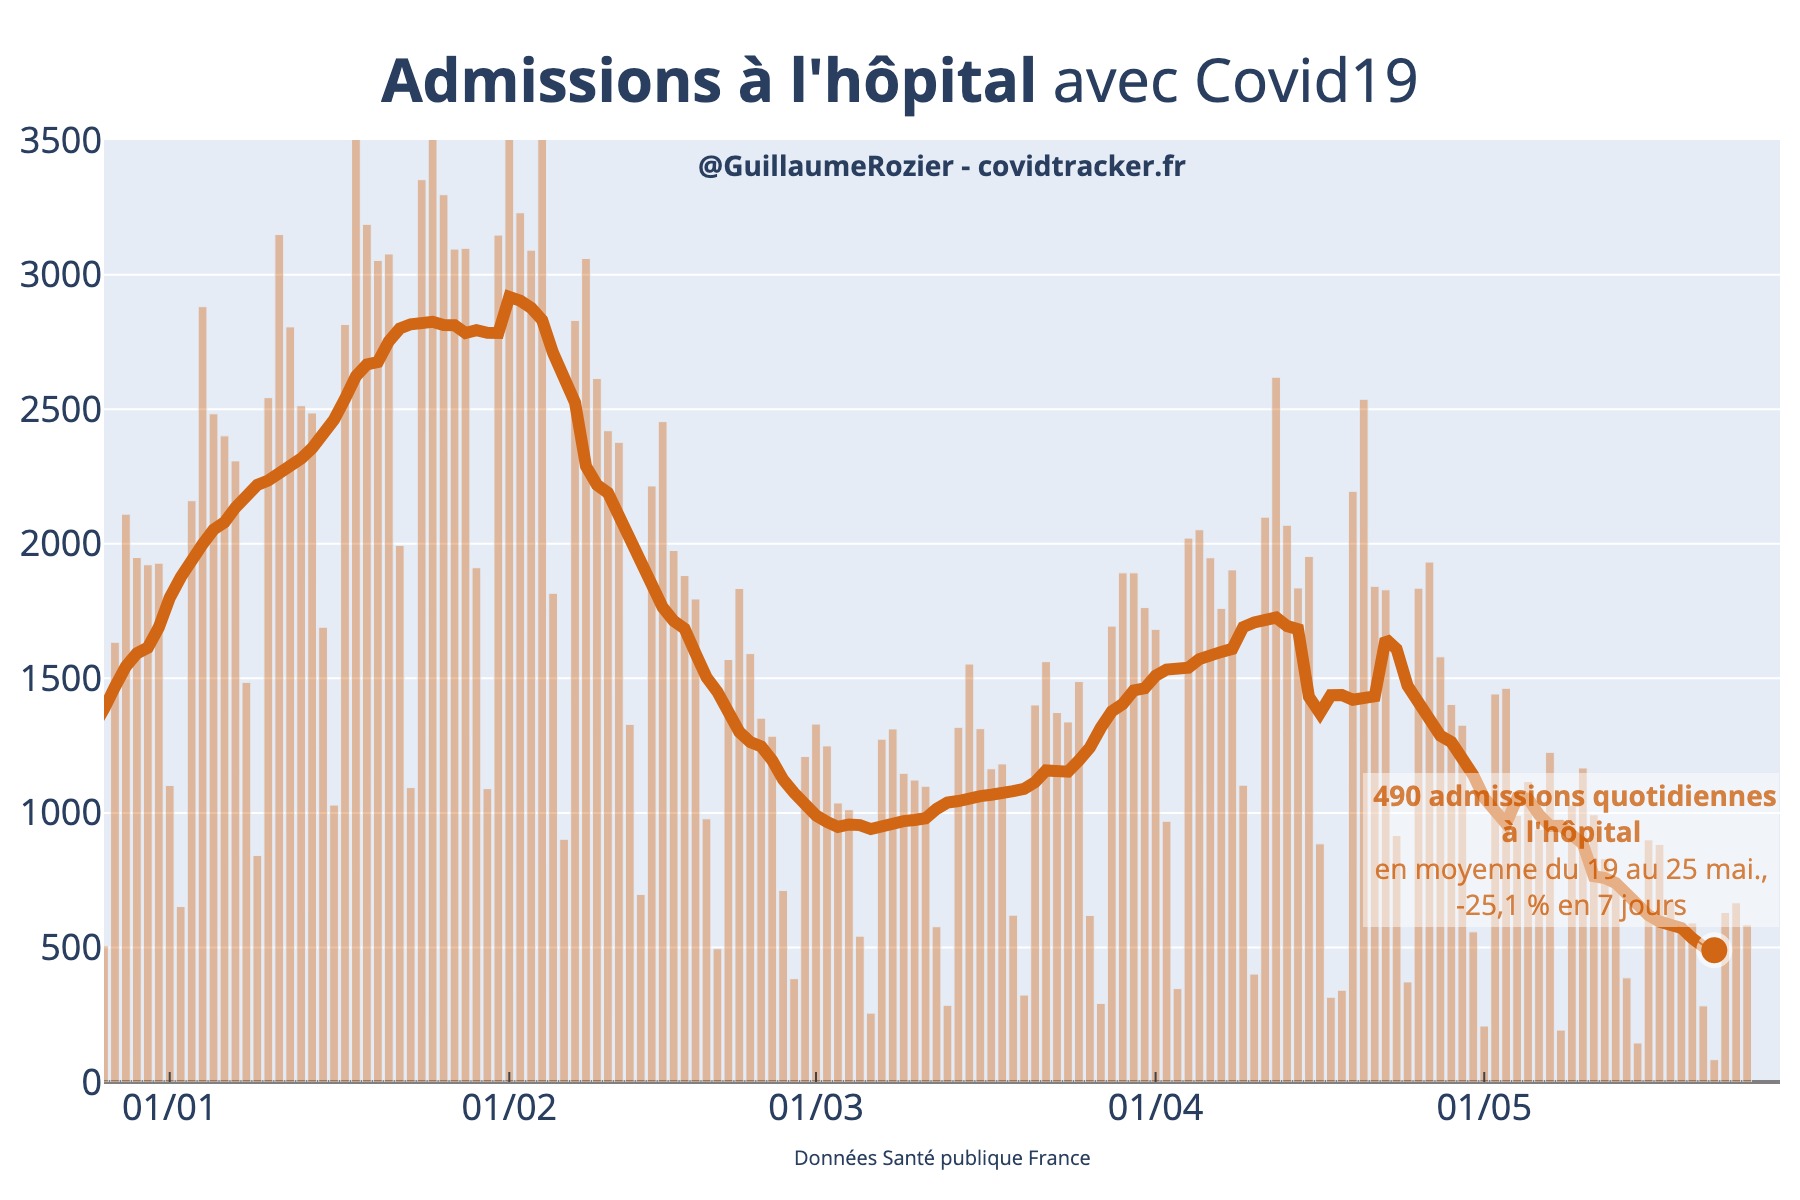 Admissions à l'hôpital avec Covid19
@GuillaumeRozier - covidtracker.fr
3500
3000
2500
2000
1500
1000
500
0
490 admissions quotidiennes
à l'hôpital
en moyenne du 19 au 25 mai.,
-25,1 % en 7 jours
01/01 01/02 01/03 01/04 01/05
Données Santé publique France